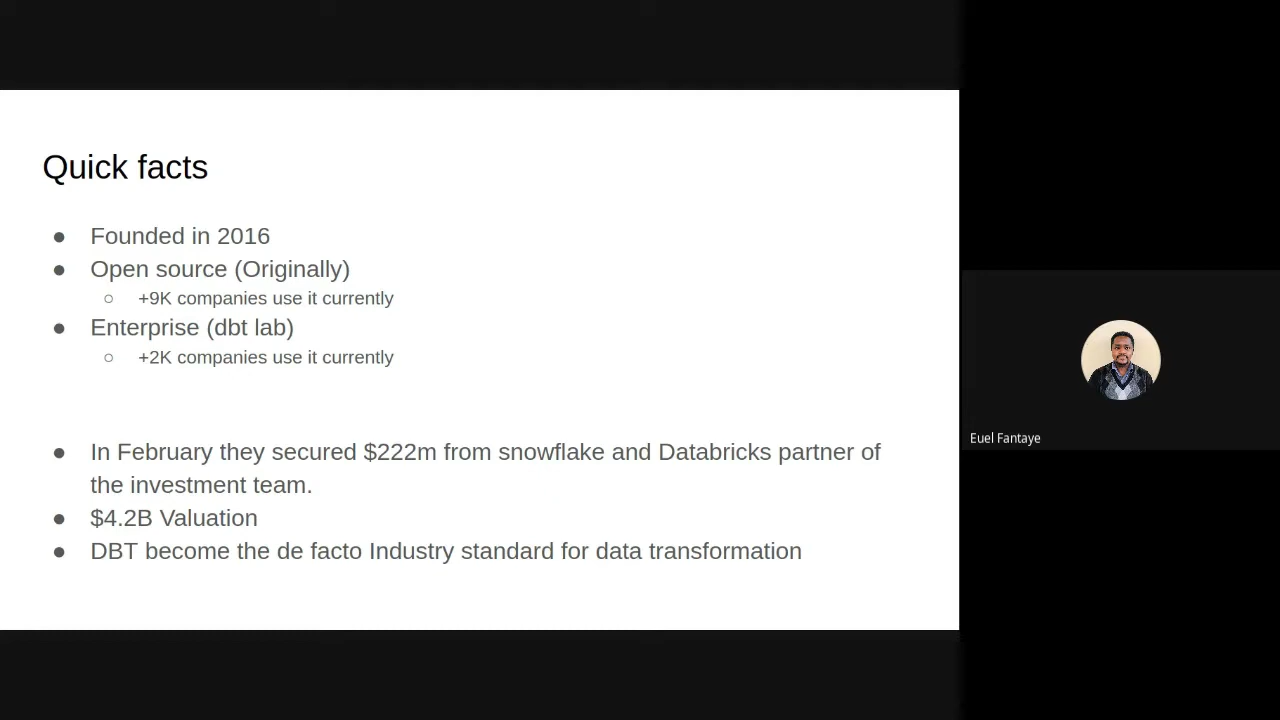 Quick facts
● Founded in 2016
● Open source (Originally)
○ +9K companies use it currently
● Enterprise (dbt lab)
○ +2K companies use it currently
● In February they secured $222m from snowflake and Databricks partner of
the investment team.
● $4.2B Valuation
● DBT become the de facto Industry standard for data transformation
Euel Fantaye